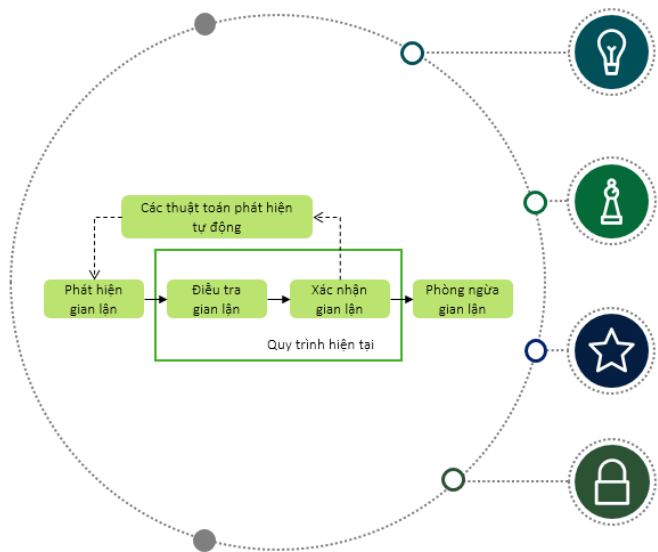 Các thuật toán phát hiện
tự động
Phát hiện
gian lận
Điều tra
gian lận
Xác nhận
gian lận
Phòng ngừa
gian lận
Quy trình hiện tại